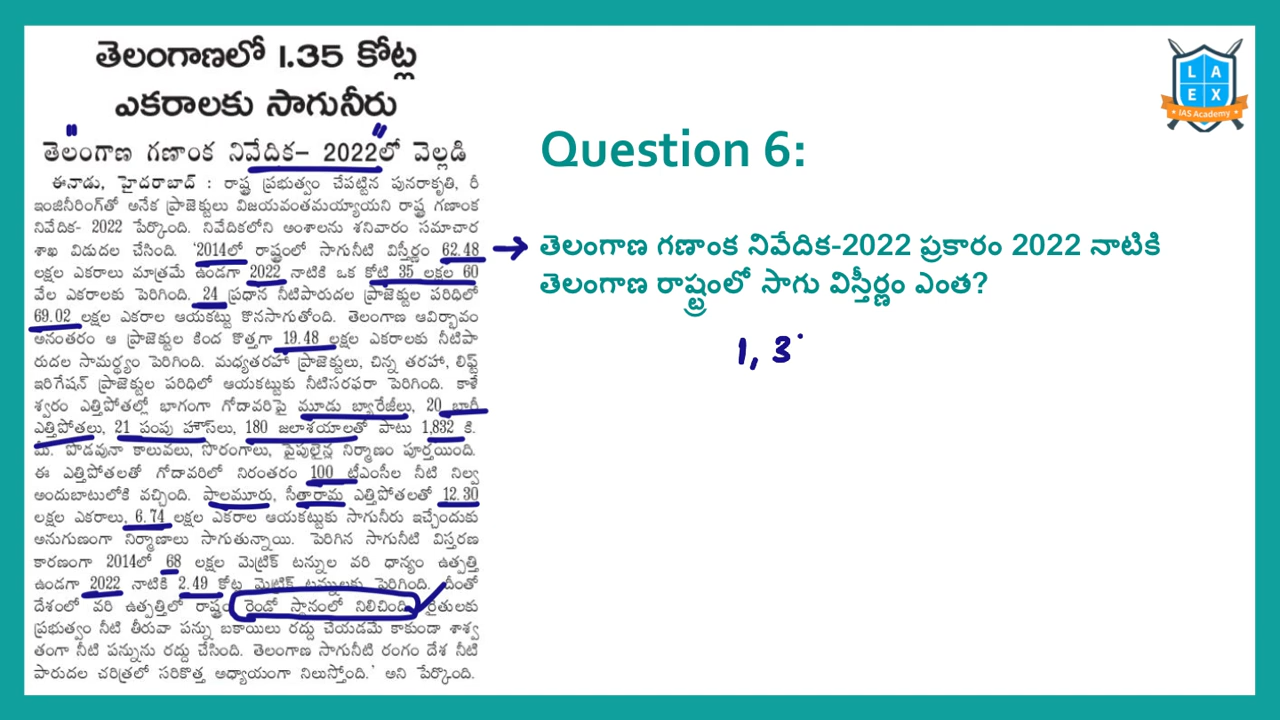 తెలంగాణలో 1.35 కోట్ల
ఎకరాలకు సాగునీరు
తెలంగాణ గణాంక నివేదిక– 2022లో వెల్లడి
ఈనాడు, హైదరాబాద్ : రాష్ట్ర ప్రభుత్వం చేపట్టిన పునరాకృతి, రీ
ఇంజినీరింగ్‌తో అనేక ప్రాజెక్టులు విజయవంతమయ్యాయని రాష్ట్ర గణాంక
నివేదిక- 2022 పేర్కొంది. నివేదికలోని అంశాలను శనివారం సమాచార
శాఖ విడుదల చేసింది. ‘2014లో రాష్ట్రంలో సాగునీటి విస్తీర్ణం 62.48
లక్షల ఎకరాలు మాత్రమే ఉండగా 2022 నాటికి ఒక కోటి 35 లక్షల 60
వేల ఎకరాలకు పెరిగింది. 24 ప్రధాన నీటిపారుదల ప్రాజెక్టుల పరిధిలో
69.02 లక్షల ఎకరాల ఆయకట్టు కొనసాగుతోంది. తెలంగాణ ఆవిర్భావం
అనంతరం ఆ ప్రాజెక్టుల కింద కొత్తగా 19.48 లక్షల ఎకరాలకు నీటిపా
రుదల సామర్థ్యం పెరిగింది. మధ్యతరహా ప్రాజెక్టులు, చిన్న తరహా, లిఫ్ట్
ఇరిగేషన్ ప్రాజెక్టుల పరిధిలో ఆయకట్టుకు నీటిసరఫరా పెరిగింది. కాళే
శ్వరం ఎత్తిపోతల్లో భాగంగా గోదావరిపై మూడు బ్యారేజీలు, 20 భారీ
ఎత్తిపోతలు, 21 పంపు హౌస్‌లు, 180 జలాశయాలతో పాటు 1,832 కి.
మీ. పొడవునా కాలువలు, సొరంగాలు, పైపులైన్ల నిర్మాణం పూర్తయింది.
ఈ ఎత్తిపోతలతో గోదావరిలో నిరంతరం 100 టీఎంసీల నీటి నిల్వ
అందుబాటులోకి వచ్చింది. పాలమూరు, సీతారామ ఎత్తిపోతలతో 12.30
లక్షల ఎకరాలు, 6.74 లక్షల ఎకరాల ఆయకట్టుకు సాగునీరు ఇచ్చేందుకు
అనుగుణంగా నిర్మాణాలు సాగుతున్నాయి. పెరిగిన సాగునీటి విస్తరణ
కారణంగా 2014లో 68 లక్షల మెట్రిక్ టన్నుల వరి ధాన్యం ఉత్పత్తి
ఉండగా 2022 నాటికి 2.49 కోట్ల మెట్రిక్ టన్నులకు పెరిగింది. దీంతో
దేశంలో వరి ఉత్పత్తిలో రాష్ట్రం రెండో స్థానంలో నిలిచింది. రైతులకు
ప్రభుత్వం నీటి తీరువా పన్ను బకాయిలు రద్దు చేయడమే కాకుండా శాశ్వ
తంగా నీటి పన్నును రద్దు చేసింది. తెలంగాణ సాగునీటి రంగం దేశ నీటి
పారుదల చరిత్రలో సరికొత్త అధ్యాయంగా నిలుస్తోంది.’ అని పేర్కొంది.
Question 6:
తెలంగాణ గణాంక నివేదిక-2022 ప్రకారం 2022 నాటికి
తెలంగాణ రాష్ట్రంలో సాగు విస్తీర్ణం ఎంత?
1, 3
L A
E X
IAS Academy